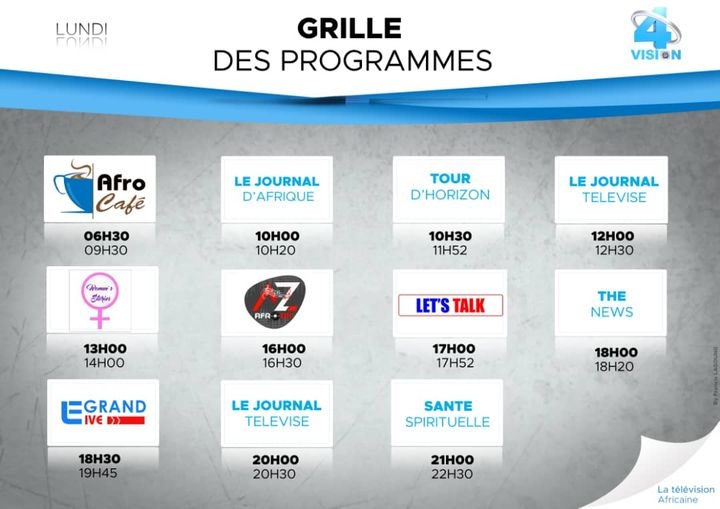 LUNDI
GRILLE
DES PROGRAMMES
4
VISION
Afro
Café
06H30
09H30
LE JOURNAL
D'AFRIQUE
10H00
10H20
TOUR
D'HORIZON
10H30
11H52
LE JOURNAL
TELEVISE
12H00
12H30
Women's
Stories
13H00
14H00
AZ
16H00
16H30
LET'S TALK
17H00
17H52
THE
NEWS
18H00
18H20
LE GRAND
LIVE
18H30
19H45
LE JOURNAL
TELEVISE
20H00
20H30
SANTE
SPIRITUELLE
21H00
22H30
La télévision
Africaine